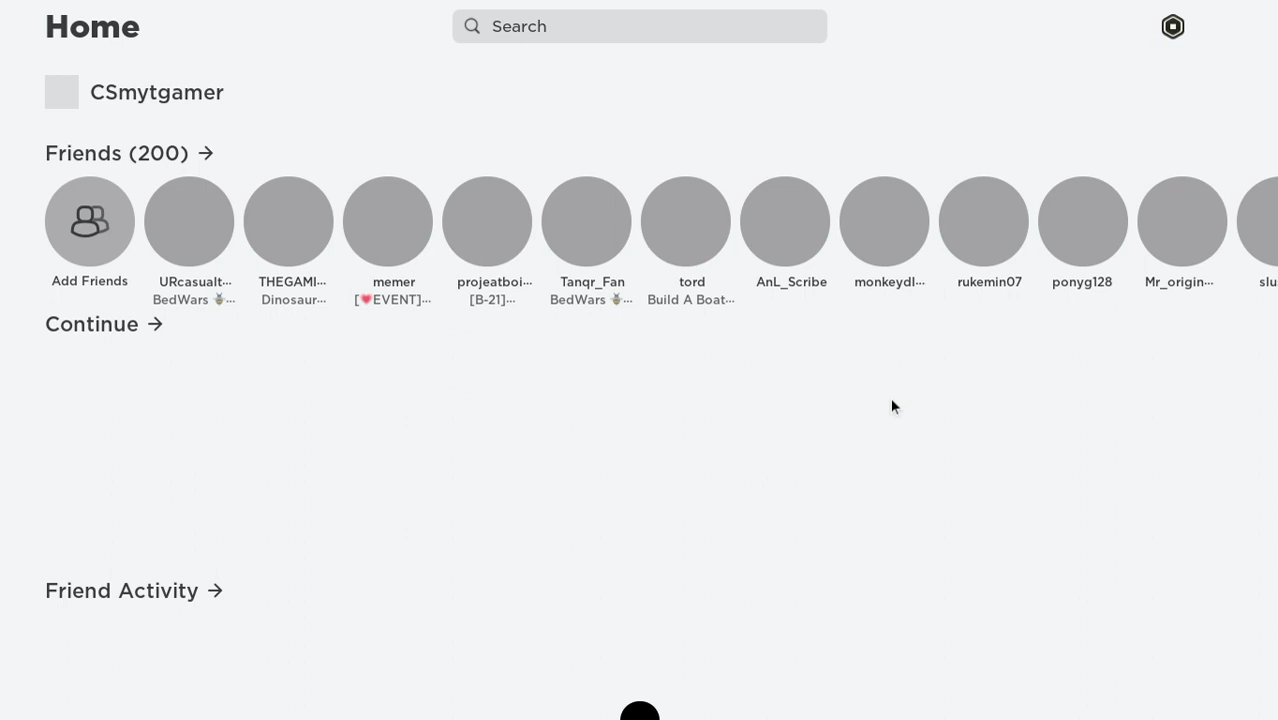 Home
Search
CSmytgamer
Friends (200) →
Add Friends
URcasualt...
THEGAMI...
memer
projeatboi...
Tanqr_Fan
tord
AnL_Scribe
monkeydl...
rukemin07
ponyg128
Mr_origin...
slu
BedWars 🪲...
Dinosaur...
[💗EVENT]...
[B-21]...
BedWars 🪲...
Build A Boat...
Continue →
Friend Activity →